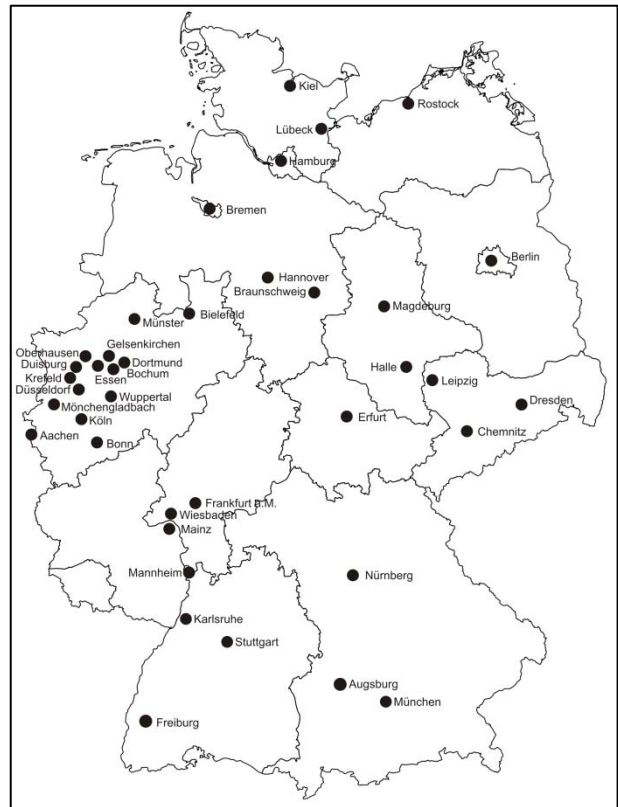 Kiel
Rostock
Lübeck
Hamburg
Bremen
Berlin
Hannover
Braunschweig
Magdeburg
Bielefeld
Münster
Gelsenkirchen
Oberhausen
Dortmund
Duisburg
Bochum
Essen
Krefeld
Düsseldorf
Wuppertal
Mönchengladbach
Köln
Aachen
Bonn
Halle
Leipzig
Dresden
Erfurt
Chemnitz
Frankfurt a.M.
Wiesbaden
Mainz
Mannheim
Nürnberg
Karlsruhe
Stuttgart
Augsburg
München
Freiburg